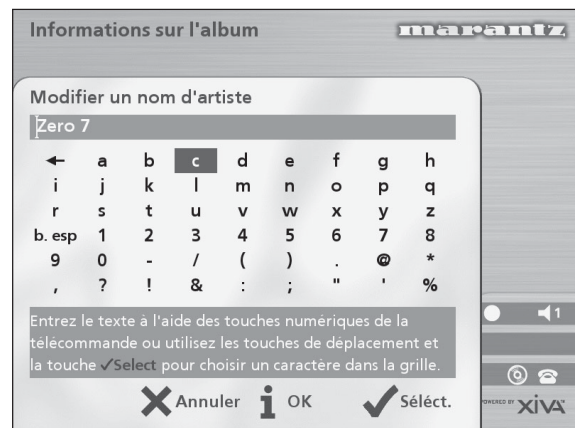 Informations sur l'album
marantz
Modifier un nom d'artiste
Zero 7
← a b c d e f g h
i j k l m n o p q
r s t u v w x y z
b. esp 1 2 3 4 5 6 7 8
9 0 - / ( ) . @ *
, ? ! & : ; " ' %
Entrez le texte à l'aide des touches numériques de la
télécommande ou utilisez les touches de déplacement et
la touche ✓Select pour choisir un caractère dans la grille.
1
Annuler i OK Séléct.
POWERED BY XiVA